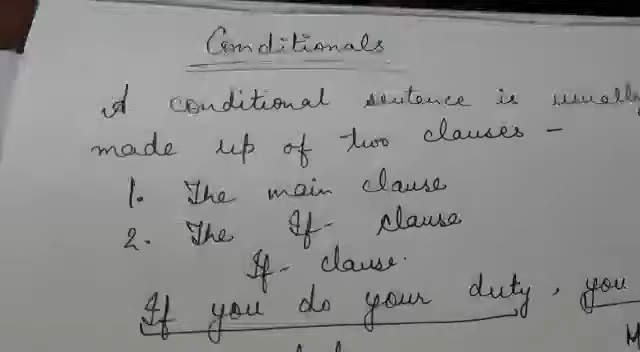 Conditionals
A conditional sentence is usually
made up of two clauses -
1. The main clause
2. The If- clause
If- clause.
If you do your duty, you
M